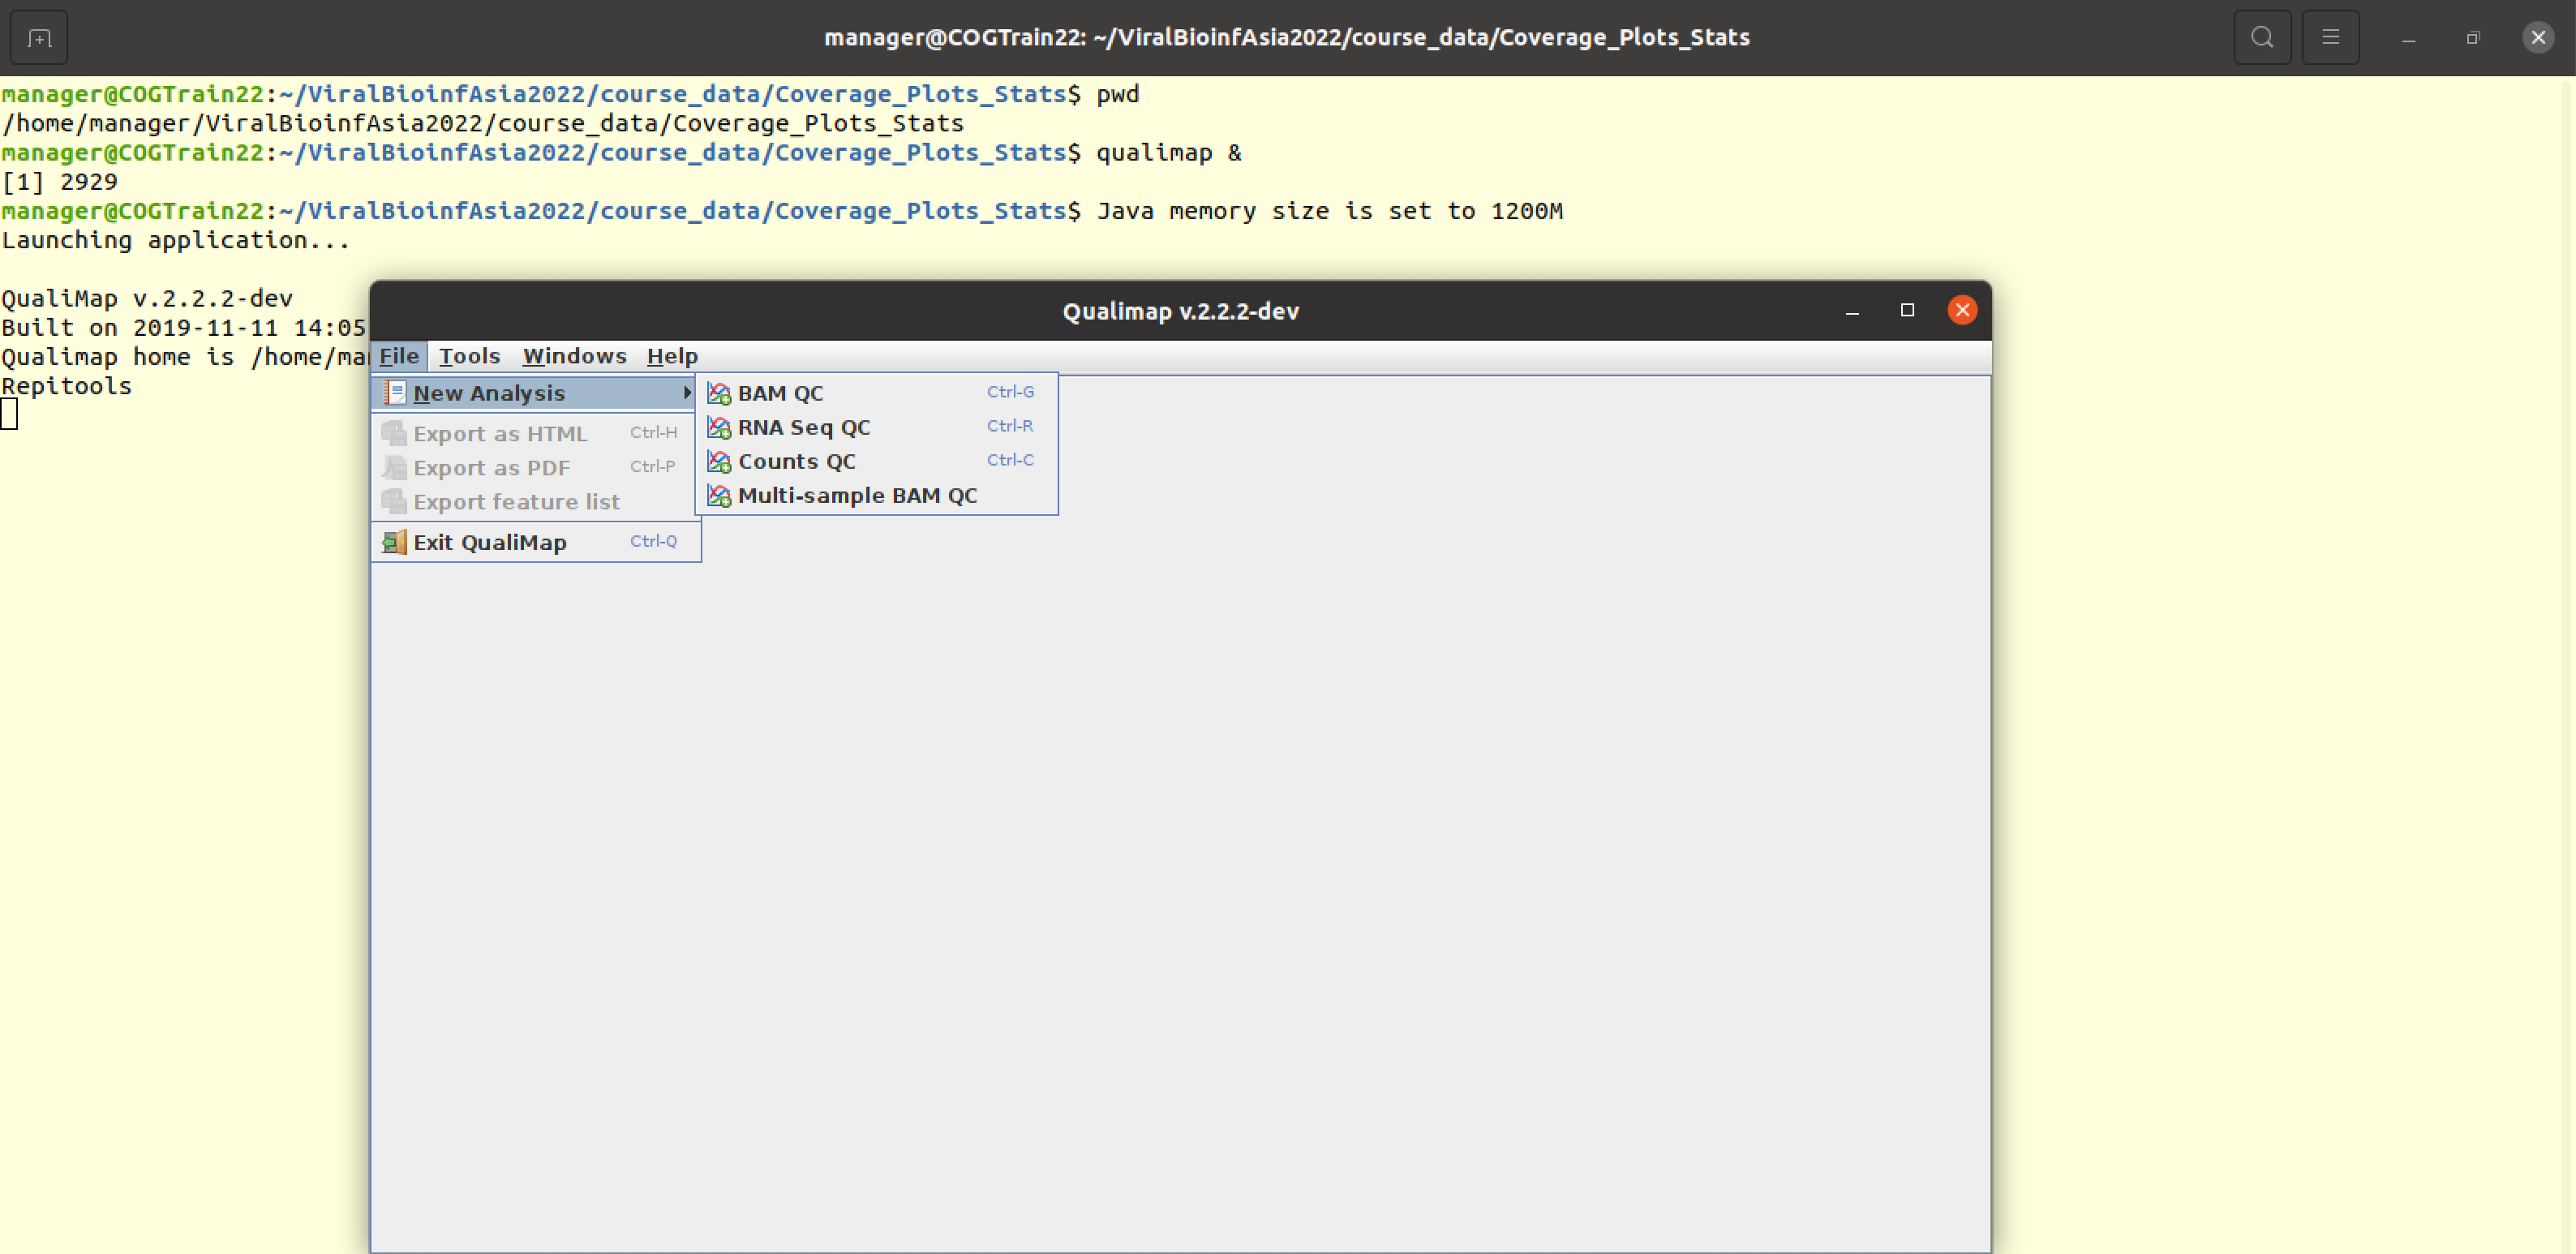 manager@COGTrain22: ~/ViralBioinfAsia2022/course_data/Coverage_Plots_Stats
manager@COGTrain22:~/ViralBioinfAsia2022/course_data/Coverage_Plots_Stats$ pwd
/home/manager/ViralBioinfAsia2022/course_data/Coverage_Plots_Stats
manager@COGTrain22:~/ViralBioinfAsia2022/course_data/Coverage_Plots_Stats$ qualimap &
[1] 2929
manager@COGTrain22:~/ViralBioinfAsia2022/course_data/Coverage_Plots_Stats$ Java memory size is set to 1200M
Launching application...
QualiMap v.2.2.2-dev
Built on 2019-11-11 14:05
Qualimap home is /home/ma
Repitools
Qualimap v.2.2.2-dev
File Tools Windows Help
New Analysis
Export as HTML Ctrl-H
Export as PDF Ctrl-P
Export feature list
Exit QualiMap Ctrl-Q
BAM QC Ctrl-G
RNA Seq QC Ctrl-R
Counts QC Ctrl-C
Multi-sample BAM QC